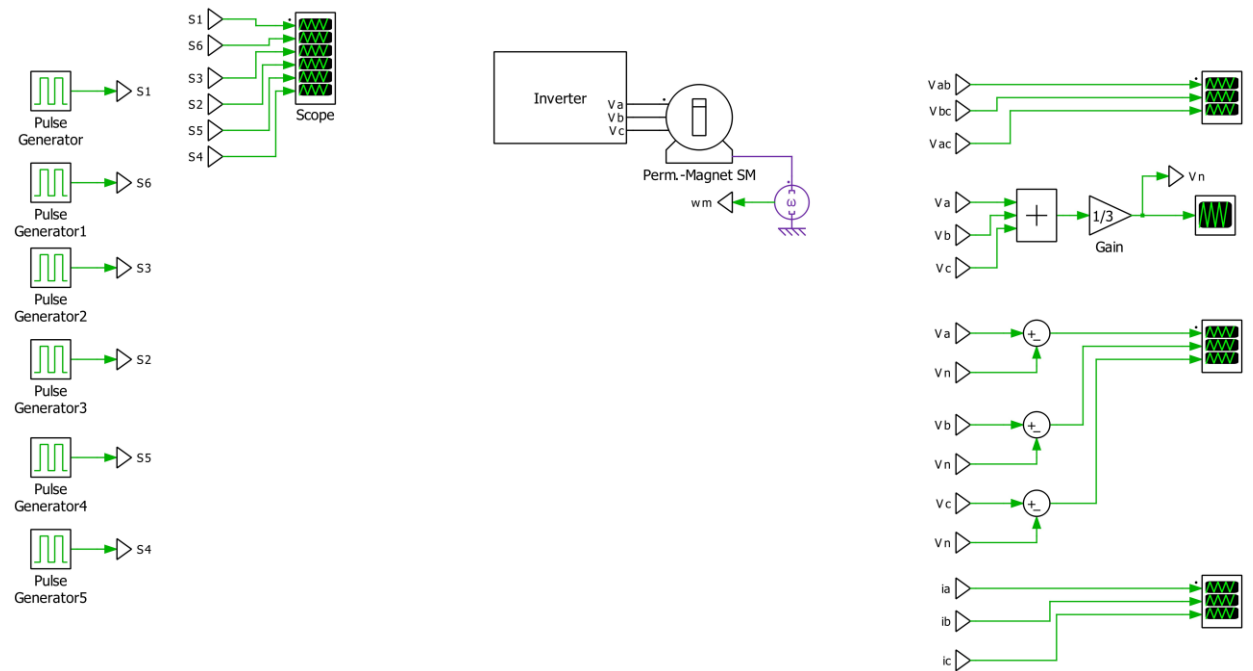 S1
S6
S3
S2
S5
S4
Scope
S1
Pulse
Generator
S6
Pulse
Generator1
S3
Pulse
Generator2
S2
Pulse
Generator3
S5
Pulse
Generator4
S4
Pulse
Generator5
Inverter
Va
Vb
Vc
Perm.-Magnet SM
wm
ω
Vab
Vbc
Vac
Vn
Va
Vb
Vc
+
1/3
Gain
Va
+
−
Vn
Vb
+
−
Vn
Vc
+
−
Vn
ia
ib
ic